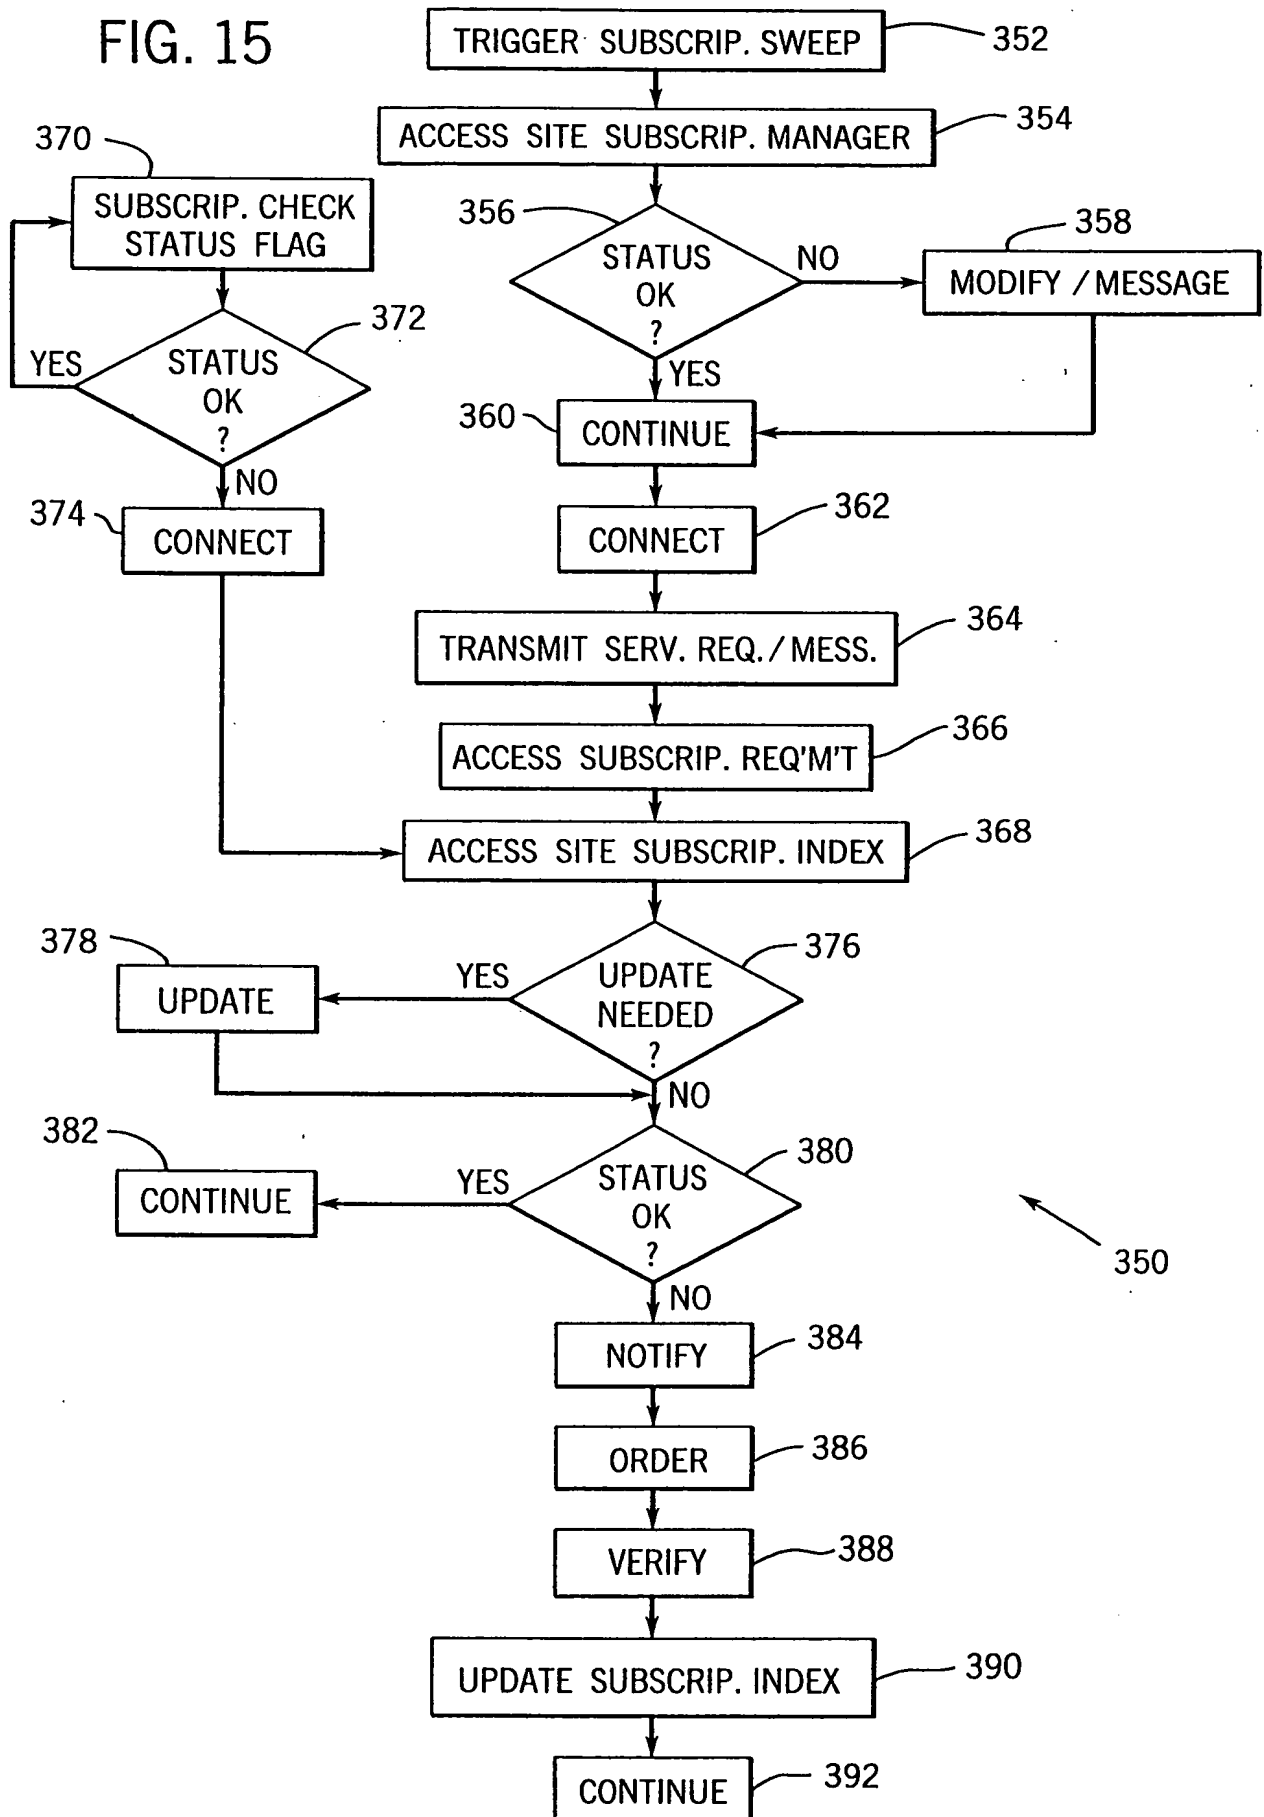 FIG. 15
TRIGGER SUBSCRIP. SWEEP
352
ACCESS SITE SUBSCRIP. MANAGER
354
370
SUBSCRIP. CHECK
STATUS FLAG
356
STATUS
OK
?
NO
YES
358
MODIFY / MESSAGE
372
STATUS
OK
?
YES
NO
360
CONTINUE
374
CONNECT
362
CONNECT
364
TRANSMIT SERV. REQ. / MESS.
366
ACCESS SUBSCRIP. REQ'M'T
368
ACCESS SITE SUBSCRIP. INDEX
376
UPDATE
NEEDED
?
YES
NO
378
UPDATE
380
STATUS
OK
?
YES
NO
382
CONTINUE
350
NOTIFY
384
ORDER
386
VERIFY
388
UPDATE SUBSCRIP. INDEX
390
CONTINUE
392